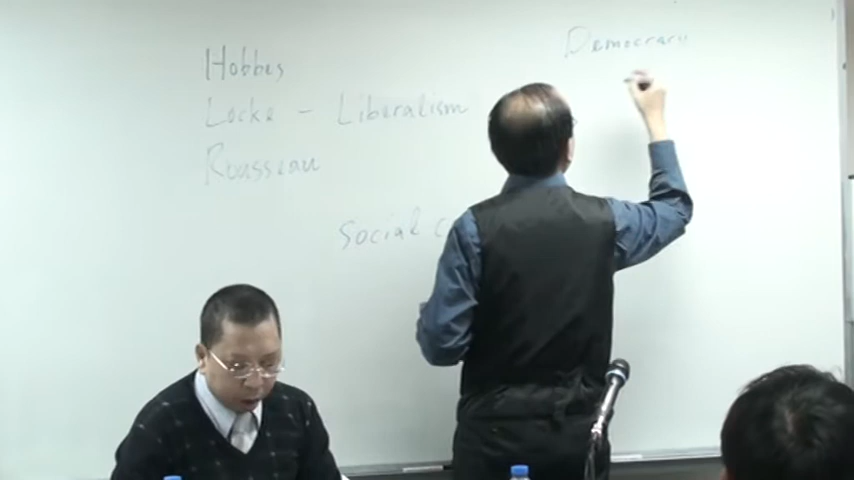 Hobbes
Democracy
Locke - Liberalism
Rousseau
social